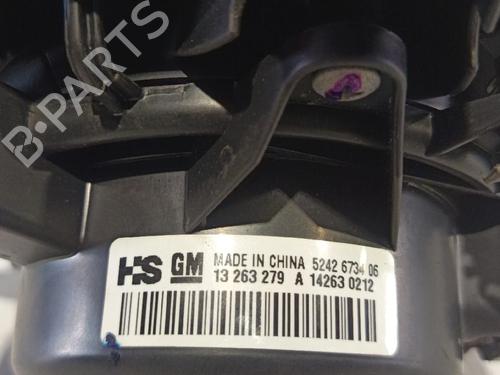 B-PARTS
HS GM MADE IN CHINA 5242 6734 06
13 263 279 A 14263 0212